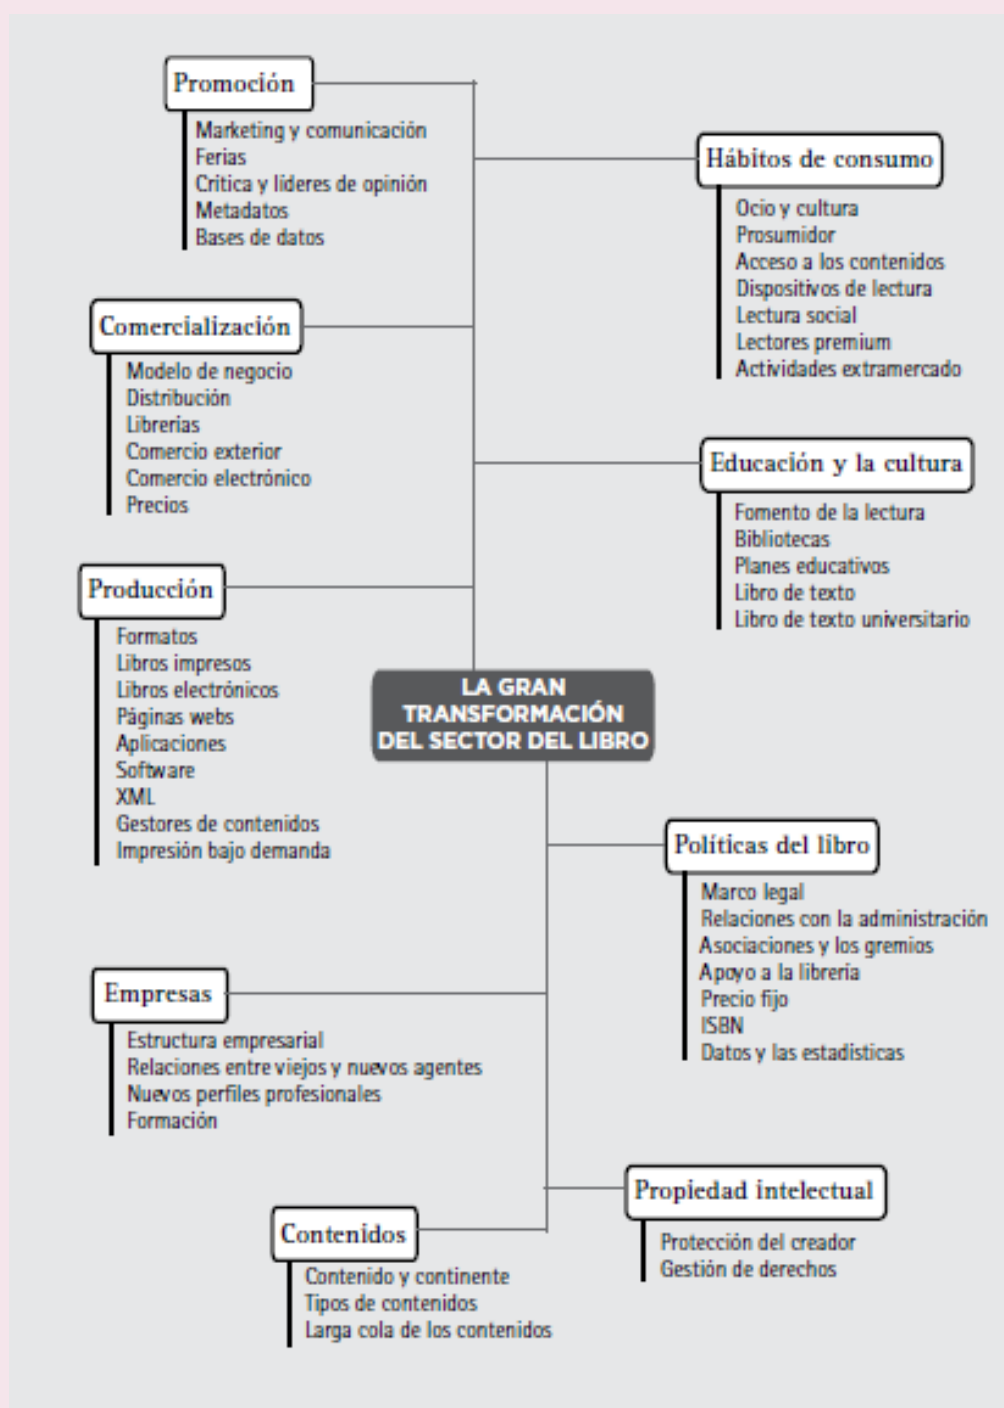 Promoción
Marketing y comunicación
Ferias
Crítica y líderes de opinión
Metadatos
Bases de datos
Hábitos de consumo
Ocio y cultura
Prosumidor
Acceso a los contenidos
Dispositivos de lectura
Lectura social
Lectores premium
Actividades extramercado
Comercialización
Modelo de negocio
Distribución
Librerías
Comercio exterior
Comercio electrónico
Precios
Educación y la cultura
Fomento de la lectura
Bibliotecas
Planes educativos
Libro de texto
Libro de texto universitario
Producción
Formatos
Libros impresos
Libros electrónicos
Páginas webs
Aplicaciones
Software
XML
Gestores de contenidos
Impresión bajo demanda
LA GRAN
TRANSFORMACIÓN
DEL SECTOR DEL LIBRO
Políticas del libro
Marco legal
Relaciones con la administración
Asociaciones y los gremios
Apoyo a la librería
Precio fijo
ISBN
Datos y las estadísticas
Empresas
Estructura empresarial
Relaciones entre viejos y nuevos agentes
Nuevos perfiles profesionales
Formación
Propiedad intelectual
Protección del creador
Gestión de derechos
Contenidos
Contenido y continente
Tipos de contenidos
Larga cola de los contenidos